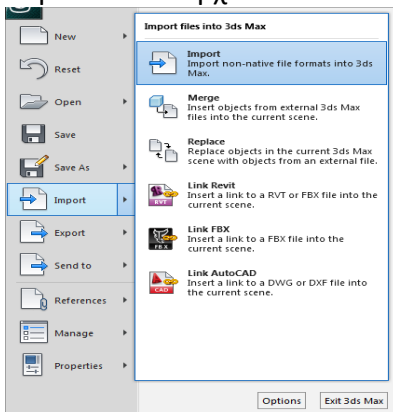 New
Reset
Open
Save
Save As
Import
Export
Send to
References
Manage
Properties
Import files into 3ds Max
Import
Import non-native file formats into 3ds
Max.
Merge
Insert objects from external 3ds Max
files into the current scene.
Replace
Replace objects in the current 3ds Max
scene with objects from an external file.
Link Revit
Insert a link to a RVT or FBX file into the
current scene.
Link FBX
Insert a link to a FBX file into the
current scene.
Link AutoCAD
Insert a link to a DWG or DXF file into
the current scene.
RVT
FBX
CAD
Options
Exit 3ds Max